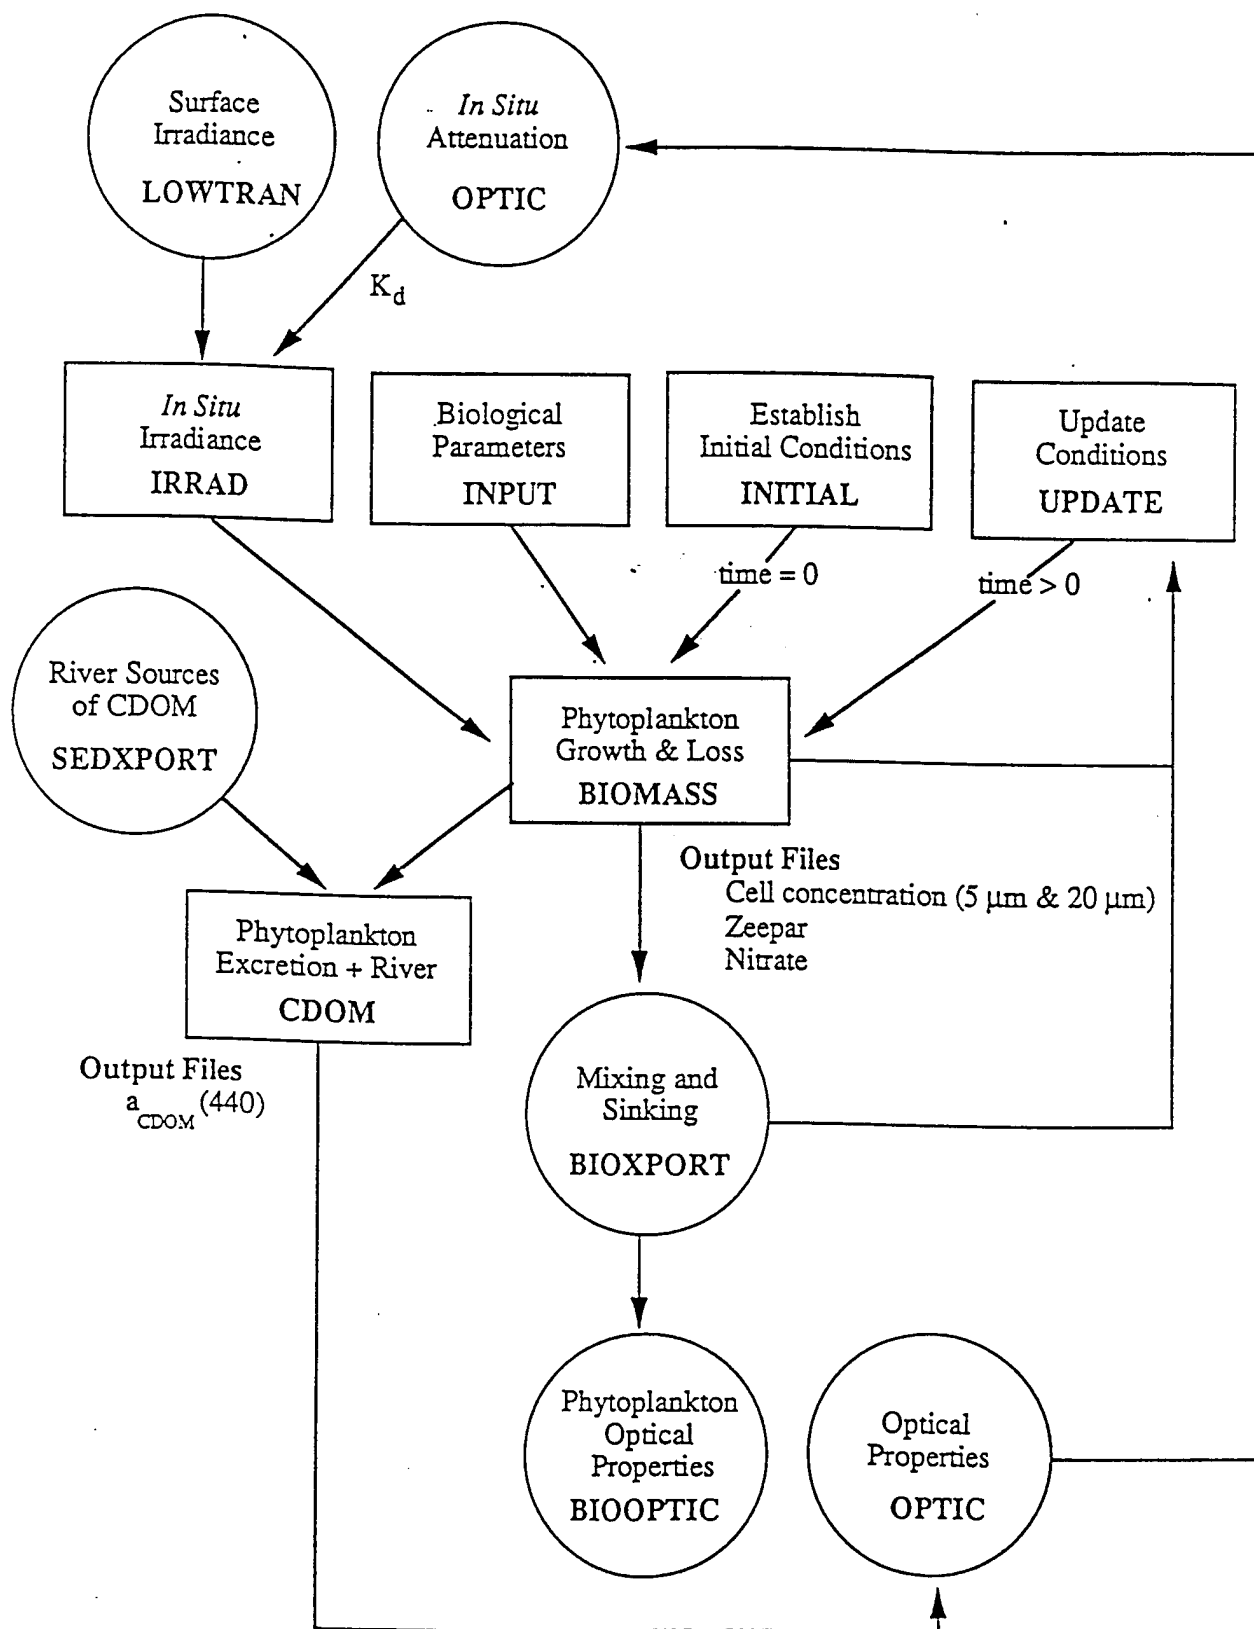 Surface
Irradiance
LOWTRAN
In Situ
Attenuation
OPTIC
K_d
In Situ
Irradiance
IRRAD
Biological
Parameters
INPUT
Establish
Initial Conditions
INITIAL
Update
Conditions
UPDATE
time = 0
time > 0
River Sources
of CDOM
SEDXPORT
Phytoplankton
Growth & Loss
BIOMASS
Output Files
Cell concentration (5 µm & 20 µm)
Zeepar
Nitrate
Phytoplankton
Excretion + River
CDOM
Output Files
a_CDOM (440)
Mixing and
Sinking
BIOXPORT
Phytoplankton
Optical
Properties
BIOOPTIC
Optical
Properties
OPTIC